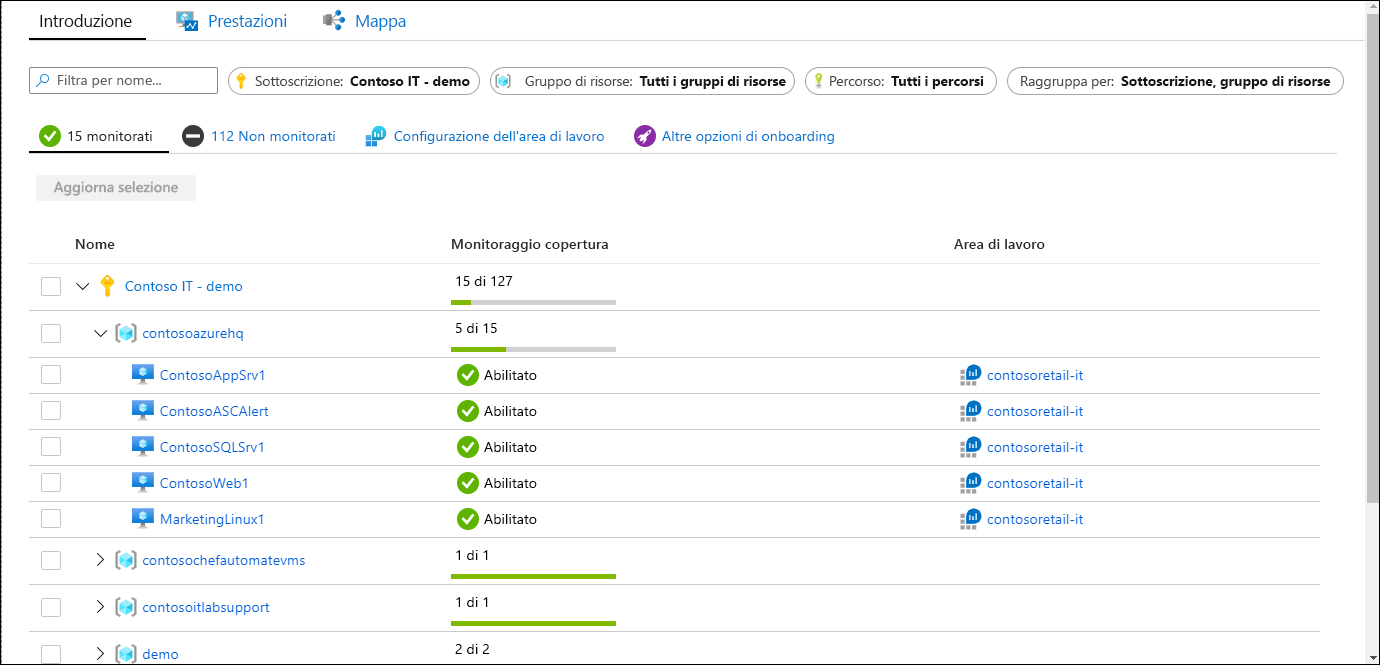 Introduzione Prestazioni Mappa
Filtra per nome... Sottoscrizione: Contoso IT - demo Gruppo di risorse: Tutti i gruppi di risorse Percorso: Tutti i percorsi Raggruppa per: Sottoscrizione, gruppo di risorse
15 monitorati 112 Non monitorati Configurazione dell'area di lavoro Altre opzioni di onboarding
Aggiorna selezione
Nome Monitoraggio copertura Area di lavoro
Contoso IT - demo 15 di 127
contosoazurehq 5 di 15
ContosoAppSrv1 Abilitato contosoretail-it
ContosoASCAlert Abilitato contosoretail-it
ContosoSQLSrv1 Abilitato contosoretail-it
ContosoWeb1 Abilitato contosoretail-it
MarketingLinux1 Abilitato contosoretail-it
contosochefautomatevms 1 di 1
contosoitlabsupport 1 di 1
demo 2 di 2